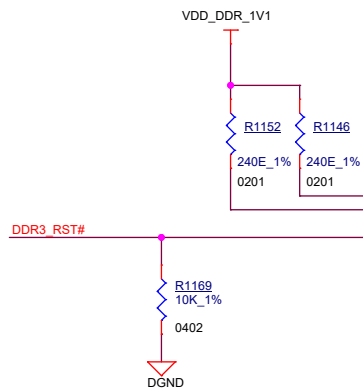 VDD_DDR_1V1
R1152
R1146
240E_1%
240E_1%
0201
0201
DDR3_RST#
R1169
10K_1%
0402
DGND